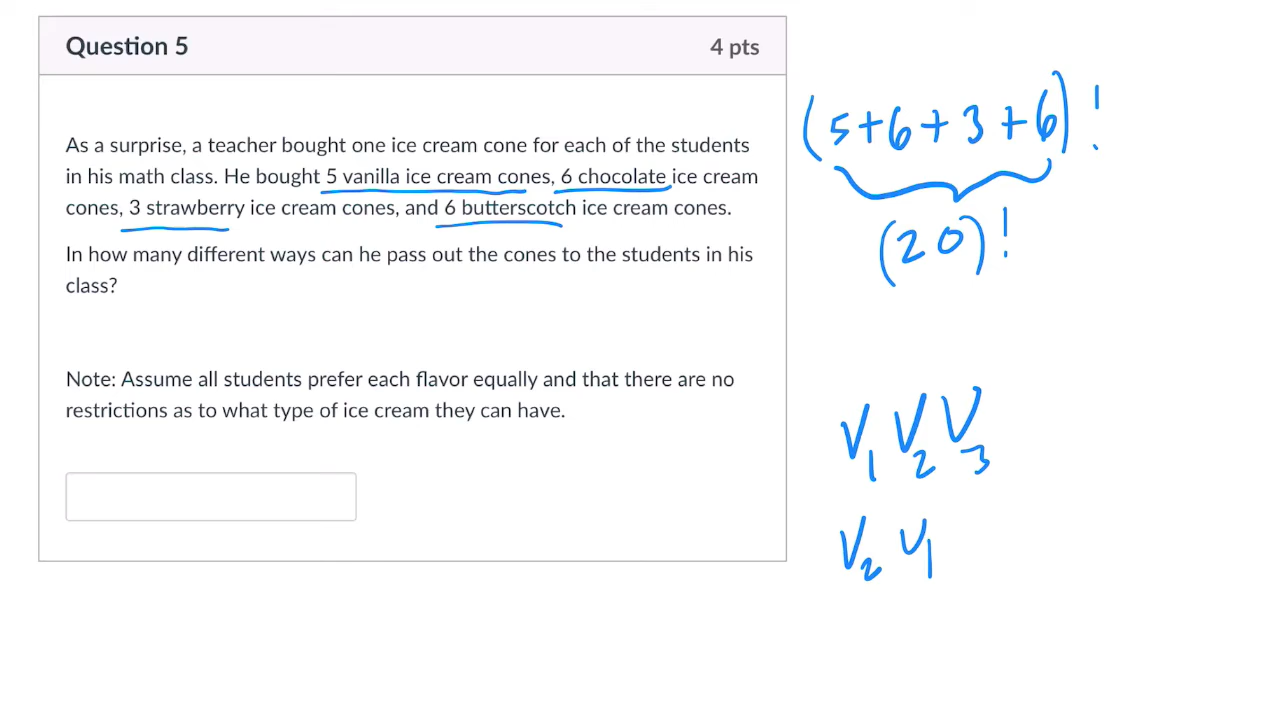 Question 5
4 pts
As a surprise, a teacher bought one ice cream cone for each of the students
in his math class. He bought 5 vanilla ice cream cones, 6 chocolate ice cream
cones, 3 strawberry ice cream cones, and 6 butterscotch ice cream cones.
In how many different ways can he pass out the cones to the students in his
class?
Note: Assume all students prefer each flavor equally and that there are no
restrictions as to what type of ice cream they can have.
(5+6+3+6)!
(20)!
V₁ V₂ V₃
V₂ V₁